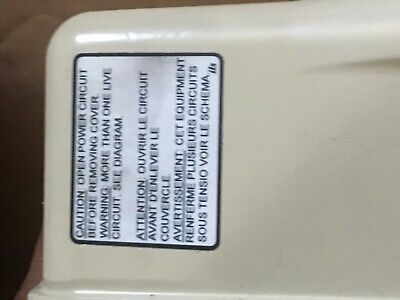 CAUTION: OPEN POWER CIRCUIT
BEFORE REMOVING COVER.
WARNING: MORE THAN ONE LIVE
CIRCUIT. SEE DIAGRAM.
ATTENTION: OUVRIR LE CIRCUIT
AVANT D'ENLEVER LE
COUVERCLE.
AVERTISSEMENT: CET EQUIPMENT
RENFERME PLUSIEURS CIRCUITS
SOUS TENSIO VOIR LE SCHEMA.